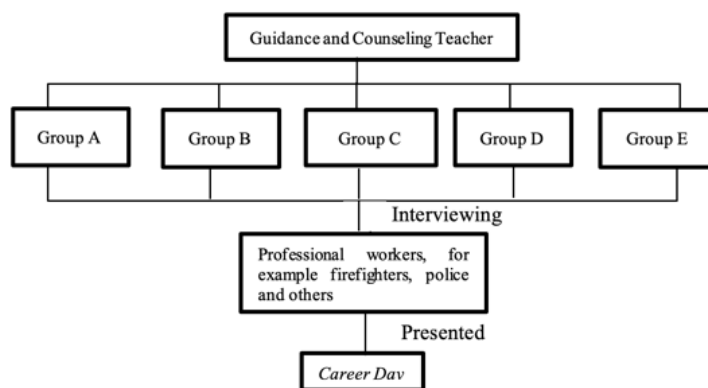 Guidance and Counseling Teacher
Group A
Group B
Group C
Group D
Group E
Interviewing
Professional workers, for
example firefighters, police
and others
Presented
Career Day